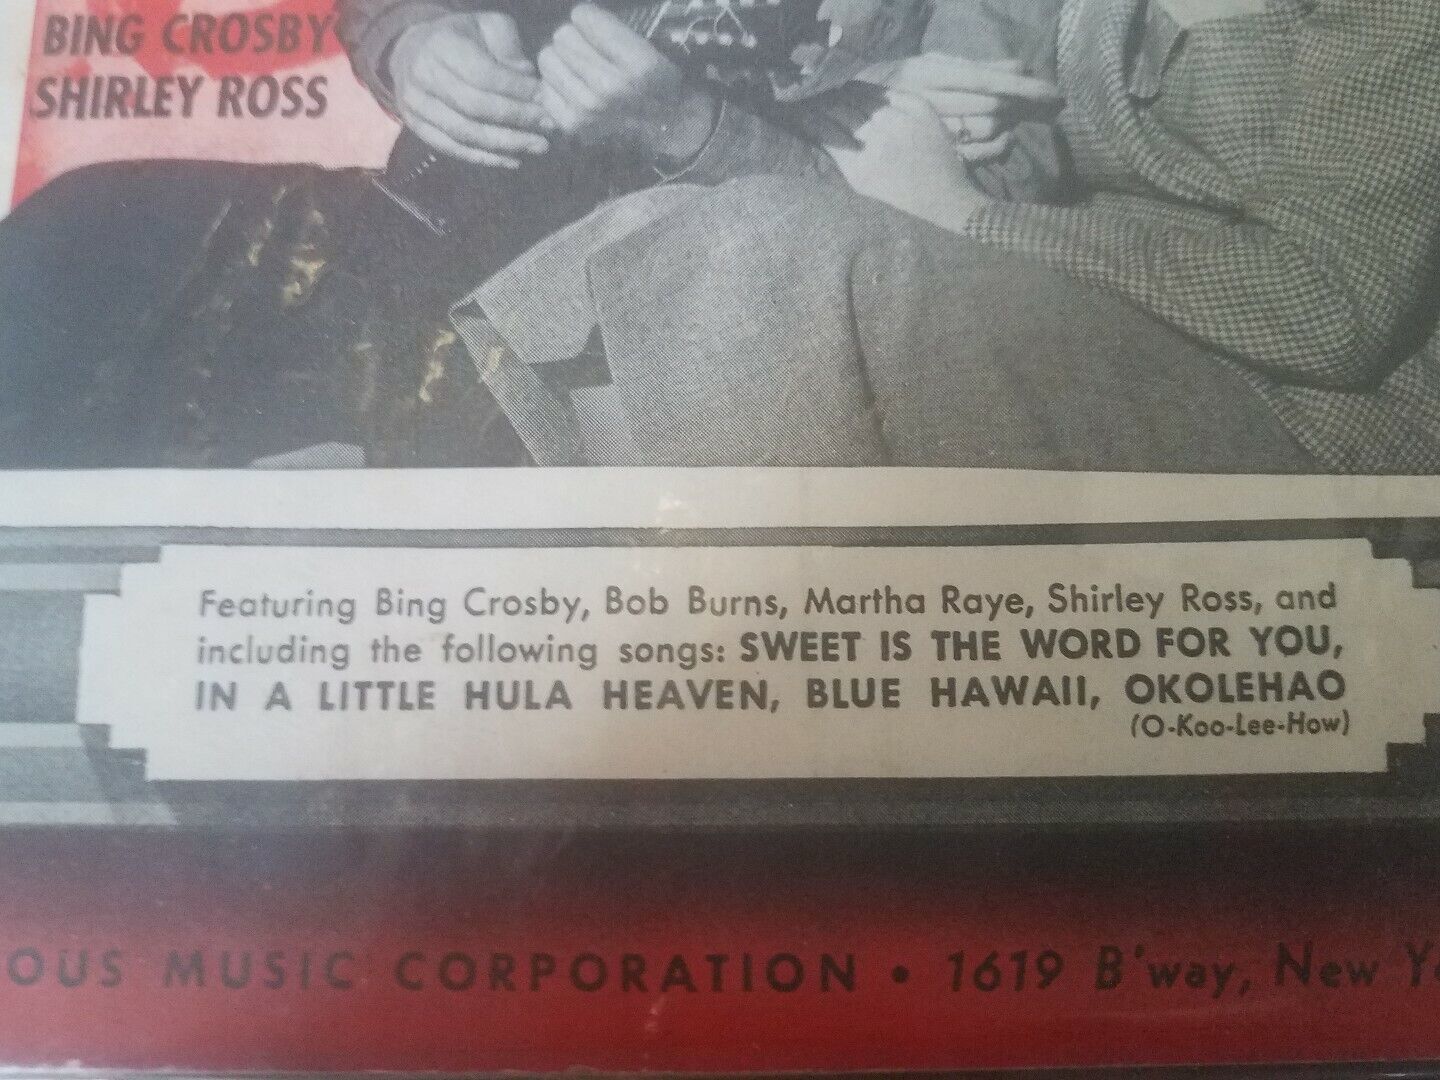 BING CROSBY
SHIRLEY ROSS
Featuring Bing Crosby, Bob Burns, Martha Raye, Shirley Ross, and
including the following songs: SWEET IS THE WORD FOR YOU,
IN A LITTLE HULA HEAVEN, BLUE HAWAII, OKOLEHAO
(O-Koo-Lee-How)
OUS MUSIC CORPORATION • 1619 B'way, New Yo